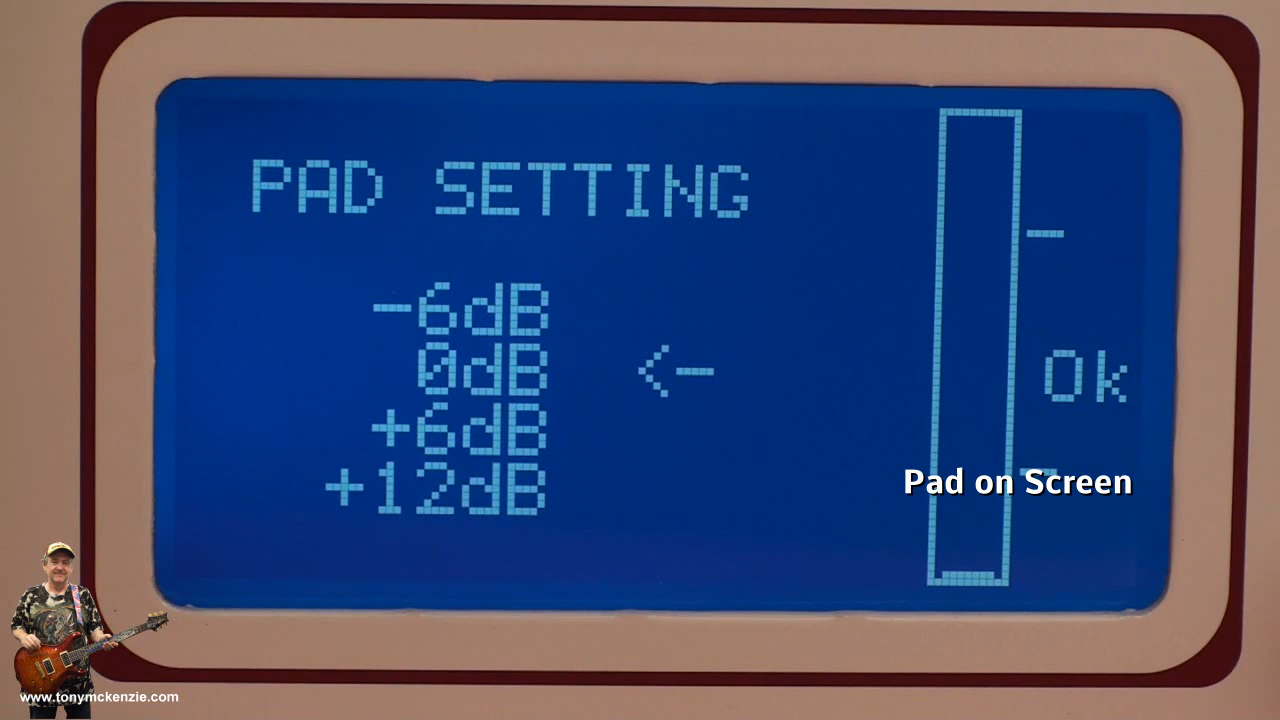 PAD SETTING
-6dB
0dB <-
+6dB
+12dB
Ok
Pad on Screen
www.tonymckenzie.com